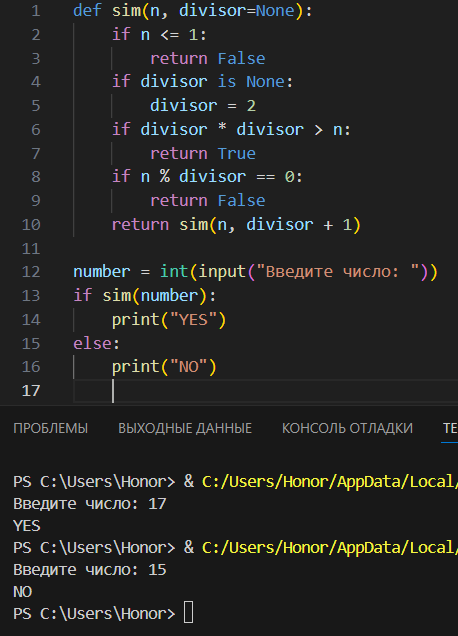 1 def sim(n, divisor=None):
2     if n <= 1:
3         return False
4     if divisor is None:
5         divisor = 2
6     if divisor * divisor > n:
7         return True
8     if n % divisor == 0:
9         return False
10     return sim(n, divisor + 1)
11
12 number = int(input("Введите число: "))
13 if sim(number):
14     print("YES")
15 else:
16     print("NO")
17
ПРОБЛЕМЫ ВЫХОДНЫЕ ДАННЫЕ КОНСОЛЬ ОТЛАДКИ ТЕ
PS C:\Users\Honor> & C:/Users/Honor/AppData/Local/
Введите число: 17
YES
PS C:\Users\Honor> & C:/Users/Honor/AppData/Local/
Введите число: 15
NO
PS C:\Users\Honor>